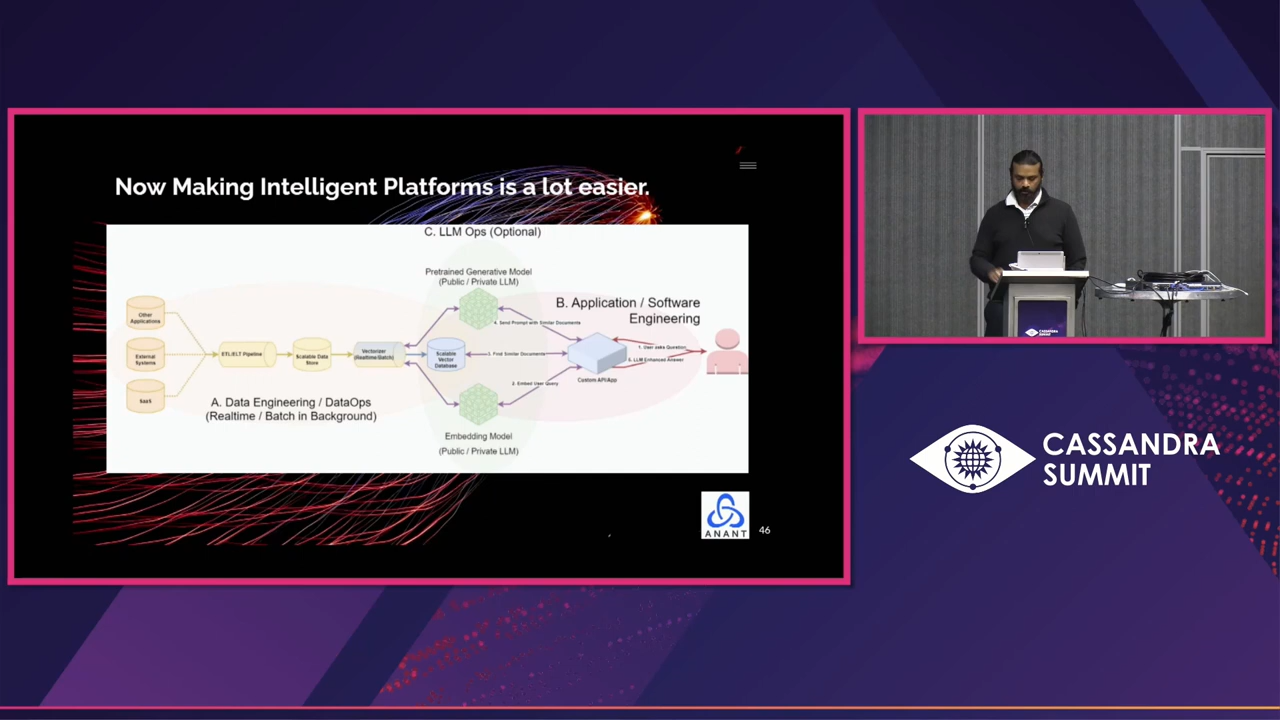 Now Making Intelligent Platforms is a lot easier.
C. LLM Ops (Optional)
Pretrained Generative Model
(Public / Private LLM)
B. Application / Software
Engineering
Other
Applications
External
Systems
SaaS
ETL/ELT Pipeline
Scalable Data
Store
Vectorizer
(Realtime/Batch)
Scalable
Vector
Database
4. Send Prompt with Similar Documents
3. Find Similar Documents
2. Embed User Query
1. User Asks Question
5. LLM Enhanced Answer
Custom API/App
A. Data Engineering / DataOps
(Realtime / Batch in Background)
Embedding Model
(Public / Private LLM)
ANANT
46
CASSANDRA
SUMMIT